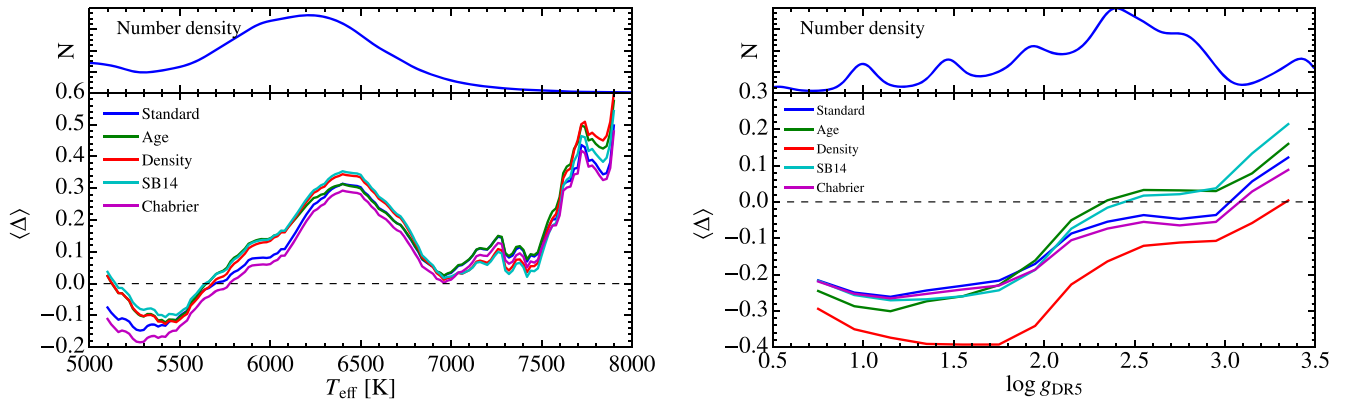 Number density
N
0.6
Standard
Age
Density
SB14
Chabrier
0.5
0.4
0.3
0.2
0.1
0.0
−0.1
−0.2
⟨Δ⟩
5000 5500 6000 6500 7000 7500 8000
T_eff [K]
Number density
N
0.3
Standard
Age
Density
SB14
Chabrier
0.2
0.1
0.0
−0.1
−0.2
−0.3
−0.4
⟨Δ⟩
0.5 1.0 1.5 2.0 2.5 3.0 3.5
log g_DR5